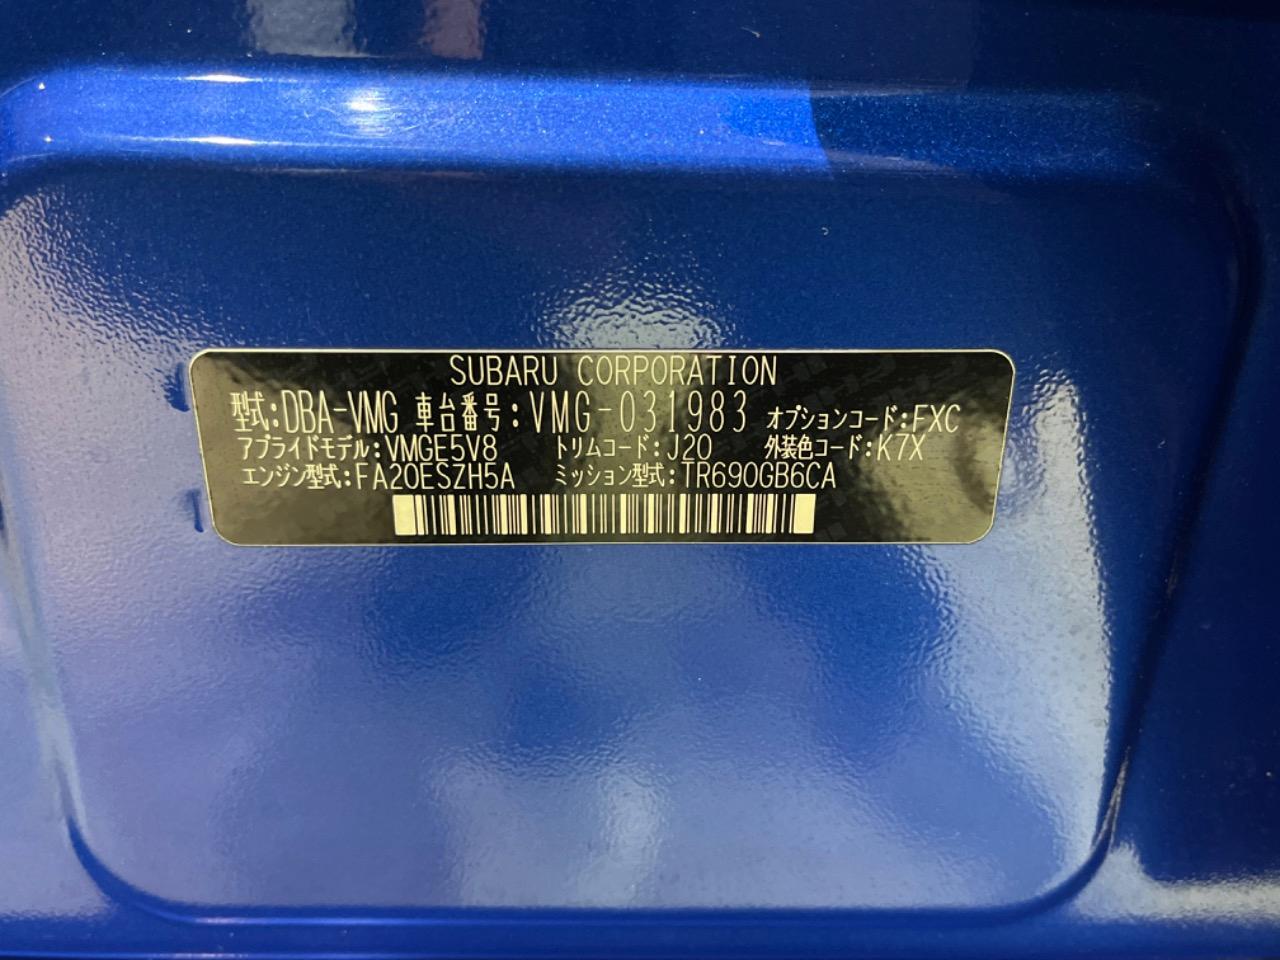 SUBARU CORPORATION
型式:DBA-VMG 車台番号:VMG-031983 オプションコード:FXC
アプライドモデル:VMGE5V8 トリムコード:J20 外装色コード:K7X
エンジン型式:FA20ESZH5A ミッション型式:TR690GB6CA